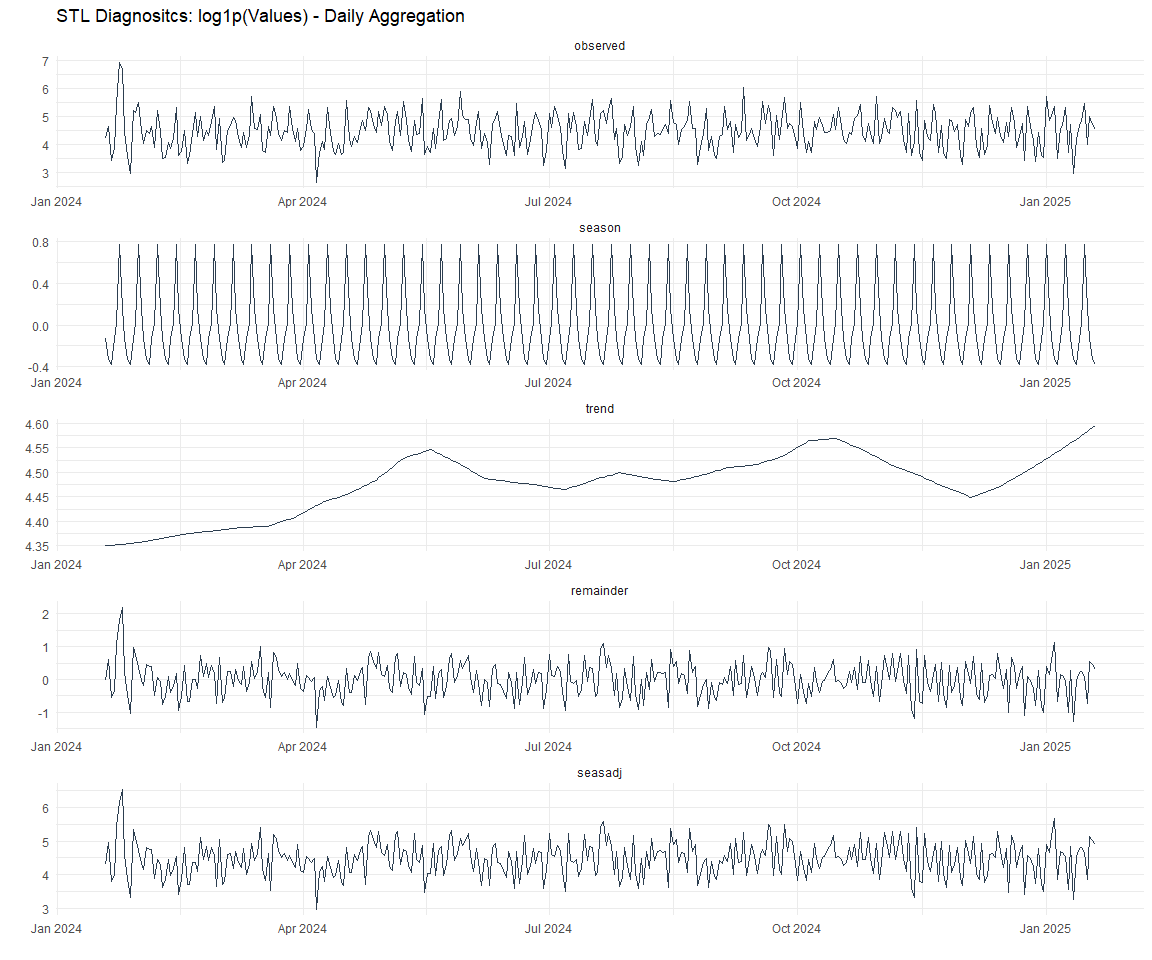 STL Diagnositcs: log1p(Values) - Daily Aggregation
observed
7
6
5
4
3
Jan 2024 Apr 2024 Jul 2024 Oct 2024 Jan 2025
season
0.8
0.4
0.0
-0.4
Jan 2024 Apr 2024 Jul 2024 Oct 2024 Jan 2025
trend
4.60
4.55
4.50
4.45
4.40
4.35
Jan 2024 Apr 2024 Jul 2024 Oct 2024 Jan 2025
remainder
2
1
0
-1
Jan 2024 Apr 2024 Jul 2024 Oct 2024 Jan 2025
seasadj
6
5
4
3
Jan 2024 Apr 2024 Jul 2024 Oct 2024 Jan 2025